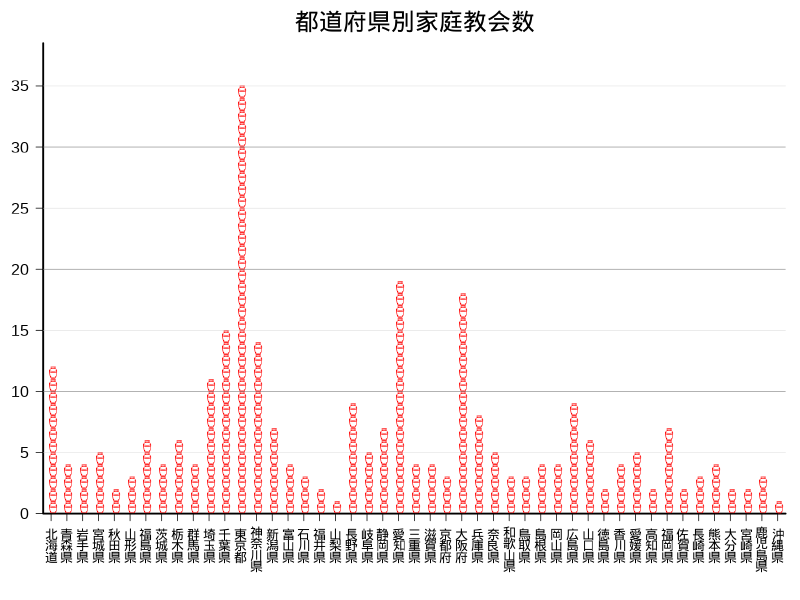 都道府県別家庭教会数
35
30
25
20
15
10
5
0
北海道
青森県
岩手県
宮城県
秋田県
山形県
福島県
茨城県
栃木県
群馬県
埼玉県
千葉県
東京都
神奈川県
新潟県
富山県
石川県
福井県
山梨県
長野県
岐阜県
静岡県
愛知県
三重県
滋賀県
京都府
大阪府
兵庫県
奈良県
和歌山県
鳥取県
島根県
岡山県
広島県
山口県
徳島県
香川県
愛媛県
高知県
福岡県
佐賀県
長崎県
熊本県
大分県
宮崎県
鹿児島県
沖縄県